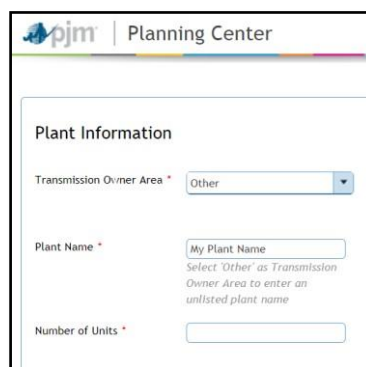 pjm Planning Center
Plant Information
Transmission Owner Area * Other
Plant Name * My Plant Name
Select 'Other' as Transmission
Owner Area to enter an
unlisted plant name
Number of Units *